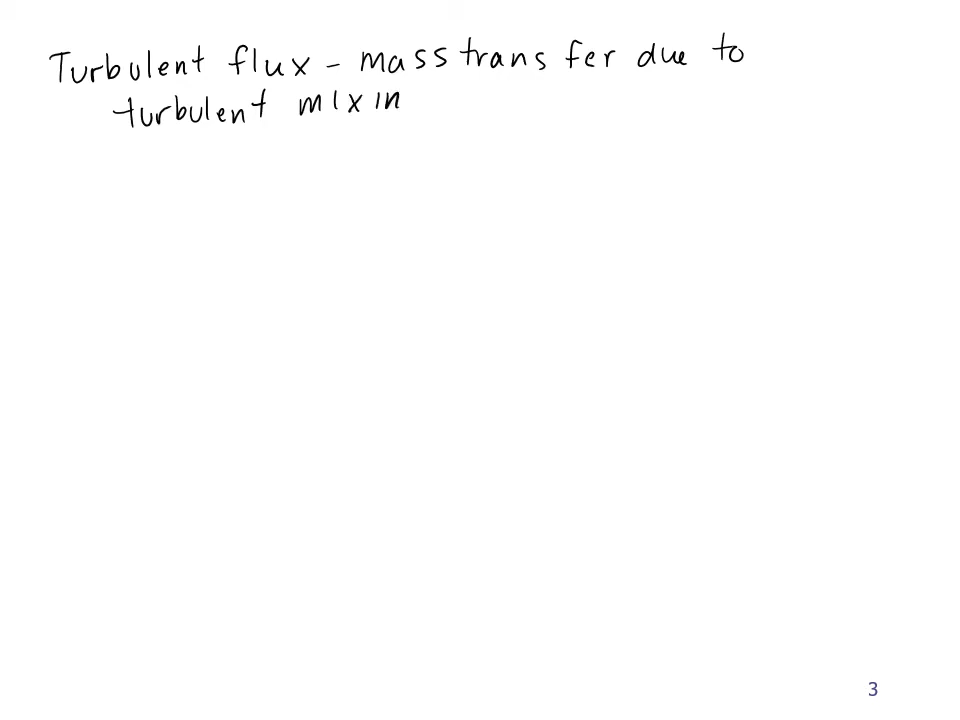 Turbulent flux - mass transfer due to
turbulent mixin
3